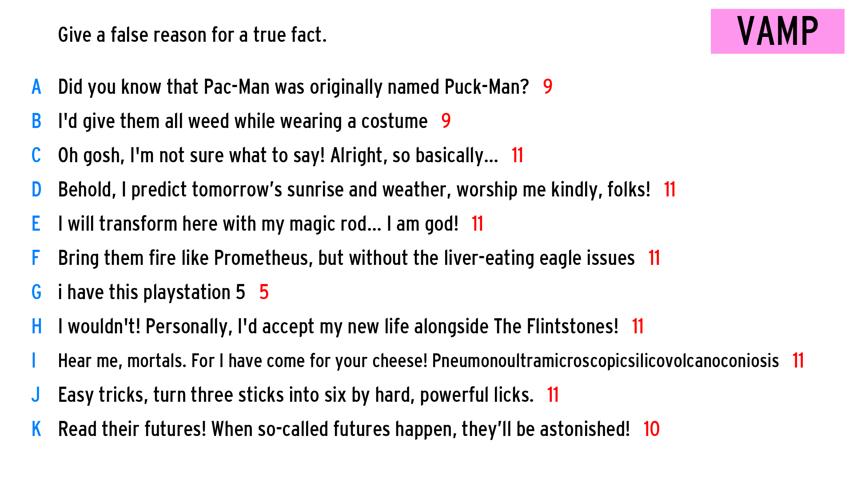 Give a false reason for a true fact.
VAMP
A Did you know that Pac-Man was originally named Puck-Man? 9
B I'd give them all weed while wearing a costume 9
C Oh gosh, I'm not sure what to say! Alright, so basically... 11
D Behold, I predict tomorrow's sunrise and weather, worship me kindly, folks! 11
E I will transform here with my magic rod... I am god! 11
F Bring them fire like Prometheus, but without the liver-eating eagle issues 11
G i have this playstation 5 5
H I wouldn't! Personally, I'd accept my new life alongside The Flintstones! 11
I Hear me, mortals. For I have come for your cheese! Pneumonoultramicroscopicsilicovolcanoconiosis 11
J Easy tricks, turn three sticks into six by hard, powerful licks. 11
K Read their futures! When so-called futures happen, they'll be astonished! 10